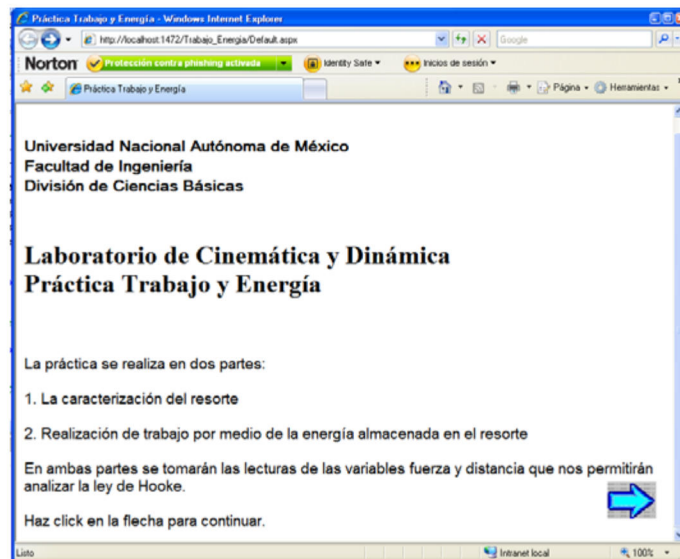 Práctica Trabajo y Energía - Windows Internet Explorer
http://localhost:1472/Trabajo_Energia/Default.aspx
Google
Norton Protección contra phishing activada Identity Safe Inicios de sesión
Práctica Trabajo y Energía Página Herramientas
Universidad Nacional Autónoma de México
Facultad de Ingeniería
División de Ciencias Básicas
Laboratorio de Cinemática y Dinámica
Práctica Trabajo y Energía
La práctica se realiza en dos partes:
1. La caracterización del resorte
2. Realización de trabajo por medio de la energía almacenada en el resorte
En ambas partes se tomarán las lecturas de las variables fuerza y distancia que nos permitirán
analizar la ley de Hooke.
Haz click en la flecha para continuar.
Listo Intranet local 100%